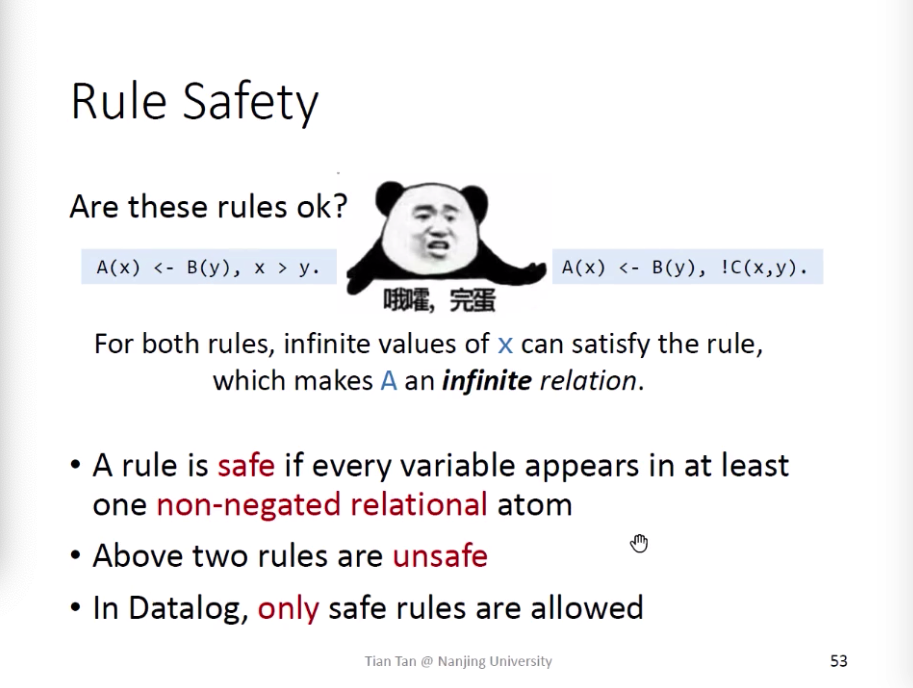 Rule Safety
Are these rules ok?
A(x) <- B(y), x > y.
哦嚯，完蛋
A(x) <- B(y), !C(x,y).
For both rules, infinite values of x can satisfy the rule,
which makes A an infinite relation.
• A rule is safe if every variable appears in at least
one non-negated relational atom
• Above two rules are unsafe
• In Datalog, only safe rules are allowed
Tian Tan @ Nanjing University
53